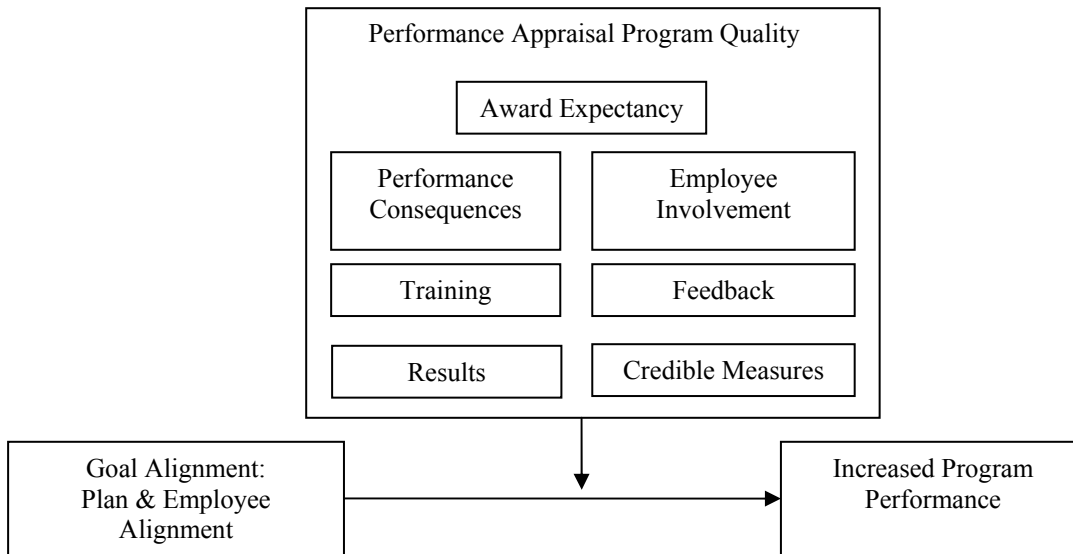 Performance Appraisal Program Quality
Award Expectancy
Performance
Consequences
Employee
Involvement
Training
Feedback
Results
Credible Measures
Goal Alignment:
Plan & Employee
Alignment
Increased Program
Performance